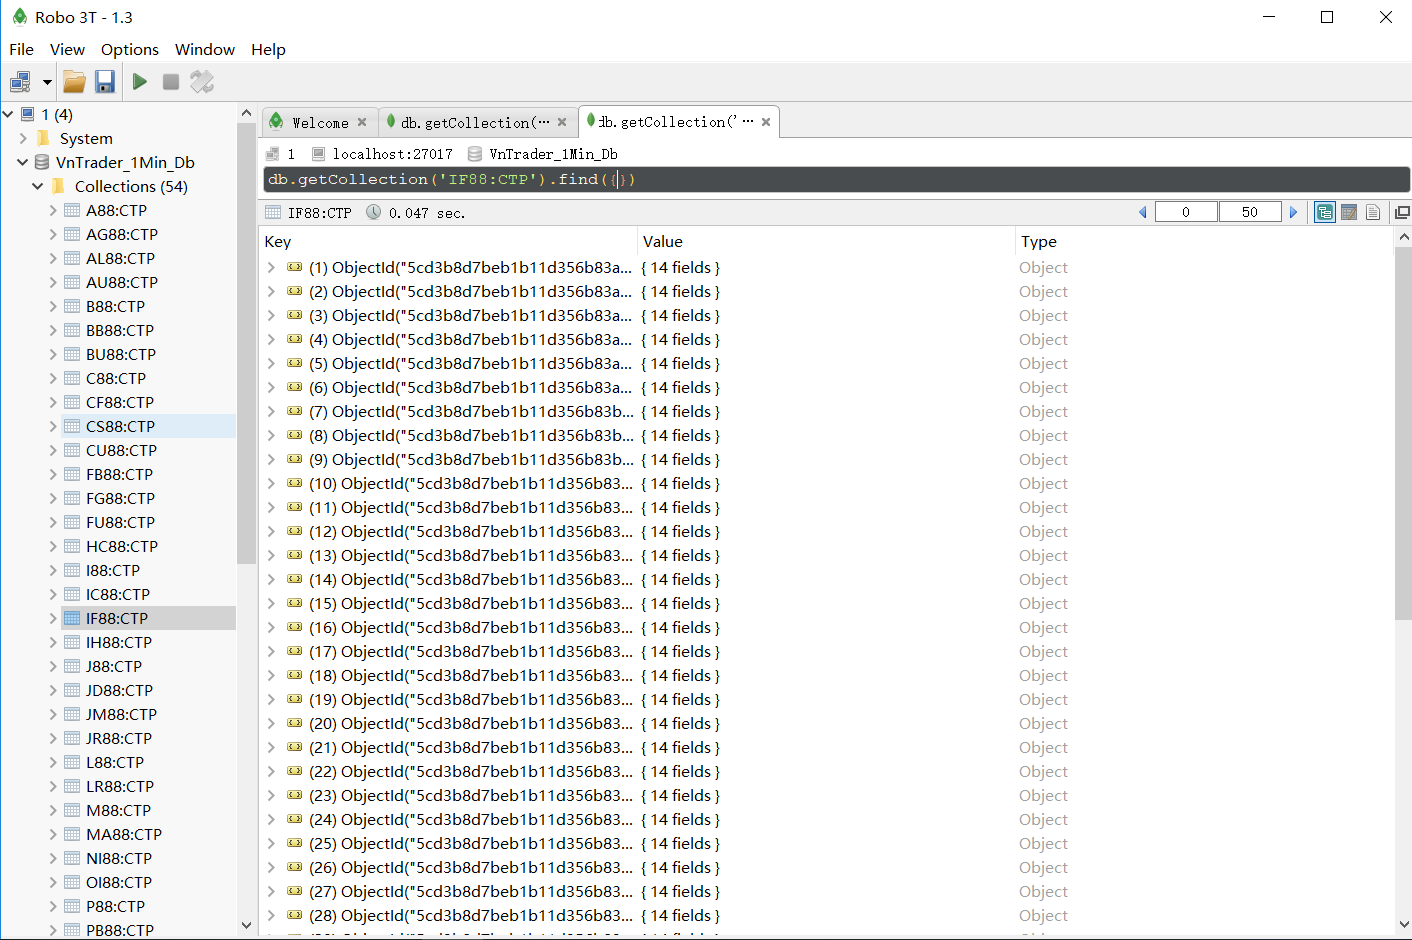 Robo 3T - 1.3
File View Options Window Help
1 (4)
System
VnTrader_1Min_Db
Collections (54)
A88:CTP
AG88:CTP
AL88:CTP
AU88:CTP
B88:CTP
BB88:CTP
BU88:CTP
C88:CTP
CF88:CTP
CS88:CTP
CU88:CTP
FB88:CTP
FG88:CTP
FU88:CTP
HC88:CTP
I88:CTP
IC88:CTP
IF88:CTP
IH88:CTP
J88:CTP
JD88:CTP
JM88:CTP
JR88:CTP
L88:CTP
LR88:CTP
M88:CTP
MA88:CTP
NI88:CTP
OI88:CTP
P88:CTP
PB88:CTP
Welcome db.getCollection(··· db.getCollection('···
1 localhost:27017 VnTrader_1Min_Db
db.getCollection('IF88:CTP').find({})
IF88:CTP 0.047 sec. 0 50
Key Value Type
(1) ObjectId("5cd3b8d7beb1b11d356b83a... { 14 fields } Object
(2) ObjectId("5cd3b8d7beb1b11d356b83a... { 14 fields } Object
(3) ObjectId("5cd3b8d7beb1b11d356b83a... { 14 fields } Object
(4) ObjectId("5cd3b8d7beb1b11d356b83a... { 14 fields } Object
(5) ObjectId("5cd3b8d7beb1b11d356b83a... { 14 fields } Object
(6) ObjectId("5cd3b8d7beb1b11d356b83a... { 14 fields } Object
(7) ObjectId("5cd3b8d7beb1b11d356b83b... { 14 fields } Object
(8) ObjectId("5cd3b8d7beb1b11d356b83b... { 14 fields } Object
(9) ObjectId("5cd3b8d7beb1b11d356b83b... { 14 fields } Object
(10) ObjectId("5cd3b8d7beb1b11d356b83... { 14 fields } Object
(11) ObjectId("5cd3b8d7beb1b11d356b83... { 14 fields } Object
(12) ObjectId("5cd3b8d7beb1b11d356b83... { 14 fields } Object
(13) ObjectId("5cd3b8d7beb1b11d356b83... { 14 fields } Object
(14) ObjectId("5cd3b8d7beb1b11d356b83... { 14 fields } Object
(15) ObjectId("5cd3b8d7beb1b11d356b83... { 14 fields } Object
(16) ObjectId("5cd3b8d7beb1b11d356b83... { 14 fields } Object
(17) ObjectId("5cd3b8d7beb1b11d356b83... { 14 fields } Object
(18) ObjectId("5cd3b8d7beb1b11d356b83... { 14 fields } Object
(19) ObjectId("5cd3b8d7beb1b11d356b83... { 14 fields } Object
(20) ObjectId("5cd3b8d7beb1b11d356b83... { 14 fields } Object
(21) ObjectId("5cd3b8d7beb1b11d356b83... { 14 fields } Object
(22) ObjectId("5cd3b8d7beb1b11d356b83... { 14 fields } Object
(23) ObjectId("5cd3b8d7beb1b11d356b83... { 14 fields } Object
(24) ObjectId("5cd3b8d7beb1b11d356b83... { 14 fields } Object
(25) ObjectId("5cd3b8d7beb1b11d356b83... { 14 fields } Object
(26) ObjectId("5cd3b8d7beb1b11d356b83... { 14 fields } Object
(27) ObjectId("5cd3b8d7beb1b11d356b83... { 14 fields } Object
(28) ObjectId("5cd3b8d7beb1b11d356b83... { 14 fields } Object